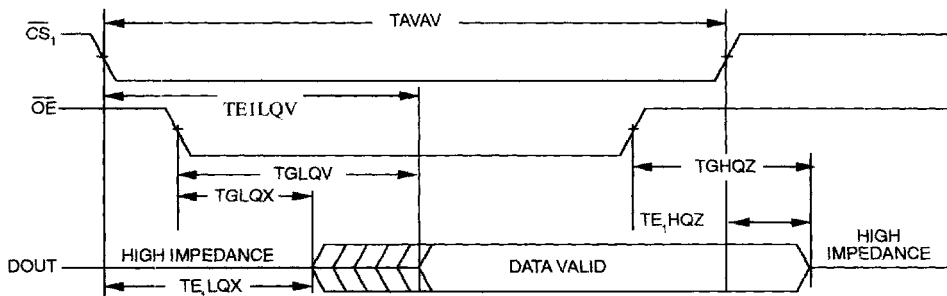 TAVAV
CS1
TE1LQV
OE
TGLQV
TGHQZ
TGLQX
TE1HQZ
HIGH IMPEDANCE
HIGH
IMPEDANCE
DOUT
DATA VALID
TE1LQX